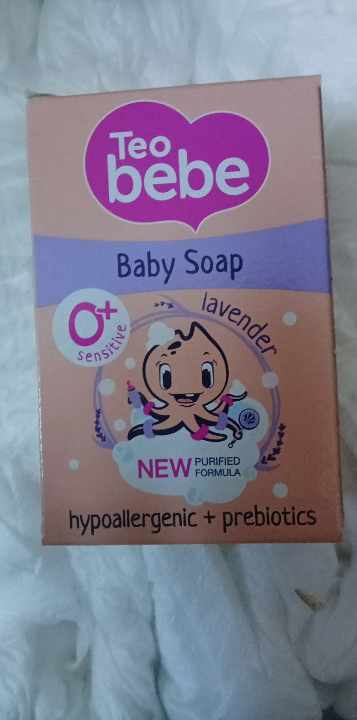 Teo
bebe
Baby Soap
0+
sensitive
lavender
NEW PURIFIED
FORMULA
hypoallergenic + prebiotics